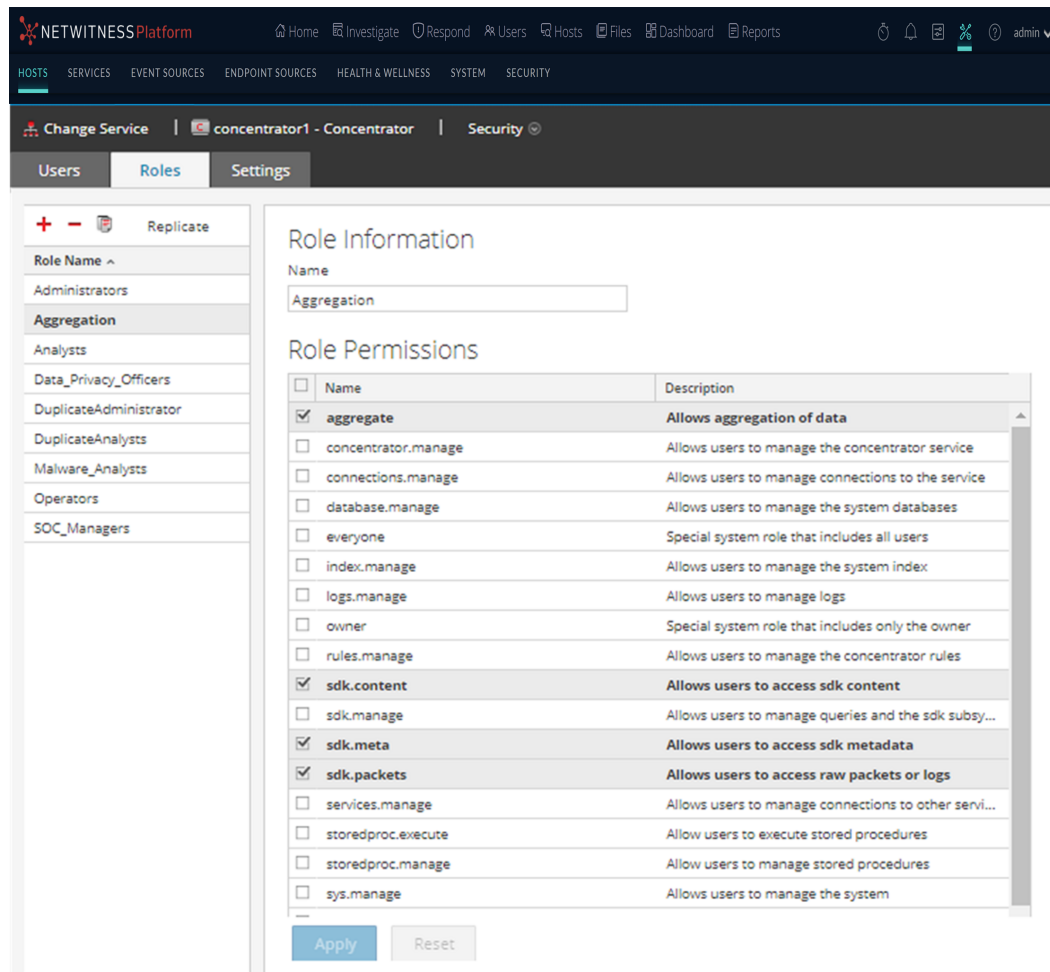 NETWITNESS Platform Home Investigate Respond Users Hosts Files Dashboard Reports admin
HOSTS SERVICES EVENT SOURCES ENDPOINT SOURCES HEALTH & WELLNESS SYSTEM SECURITY
Change Service | C concentrator1 - Concentrator | Security
Users Roles Settings
Replicate
Role Name
Administrators
Aggregation
Analysts
Data_Privacy_Officers
DuplicateAdministrator
DuplicateAnalysts
Malware_Analysts
Operators
SOC_Managers
Role Information
Name
Aggregation
Role Permissions
Name Description
aggregate Allows aggregation of data
concentrator.manage Allows users to manage the concentrator service
connections.manage Allows users to manage connections to the service
database.manage Allows users to manage the system databases
everyone Special system role that includes all users
index.manage Allows users to manage the system index
logs.manage Allows users to manage logs
owner Special system role that includes only the owner
rules.manage Allows users to manage the concentrator rules
sdk.content Allows users to access sdk content
sdk.manage Allows users to manage queries and the sdk subsy...
sdk.meta Allows users to access sdk metadata
sdk.packets Allows users to access raw packets or logs
services.manage Allows users to manage connections to other servi...
storedproc.execute Allow users to execute stored procedures
storedproc.manage Allow users to manage stored procedures
sys.manage Allows users to manage the system
Apply Reset